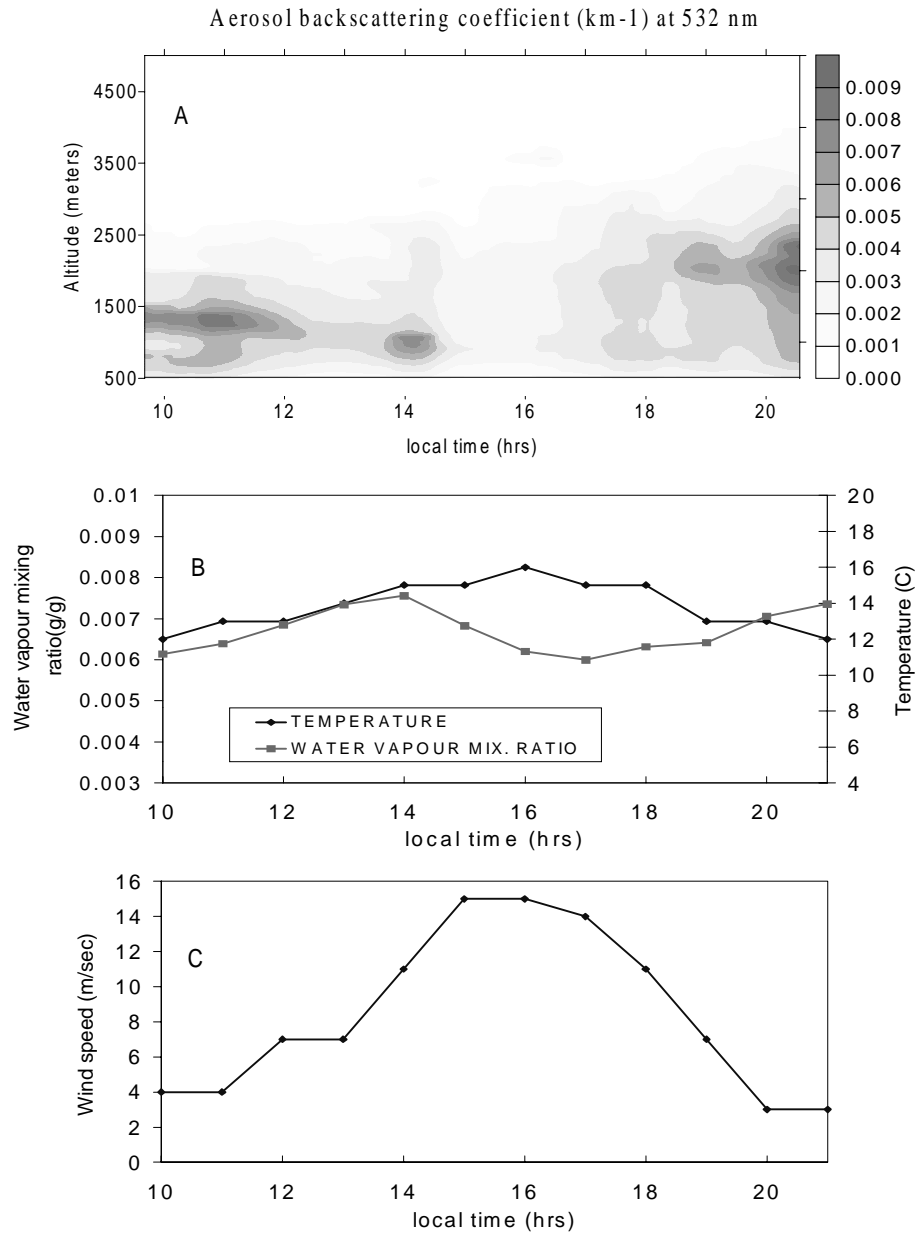 Aerosol backscattering coefficient (km-1) at 532 nm
A
Altitude (meters)
4500
3500
2500
1500
500
10 12 14 16 18 20
local time (hrs)
0.009
0.008
0.007
0.006
0.005
0.004
0.003
0.002
0.001
0.000
B
Water vapour mixing
ratio(g/g)
0.01
0.009
0.008
0.007
0.006
0.005
0.004
0.003
TEMPERATURE
WATER VAPOUR MIX. RATIO
20
18
16
14
12
10
8
6
4
Temperature (C)
10 12 14 16 18 20
local time (hrs)
C
Wind speed (m/sec)
16
14
12
10
8
6
4
2
0
10 12 14 16 18 20
local time (hrs)